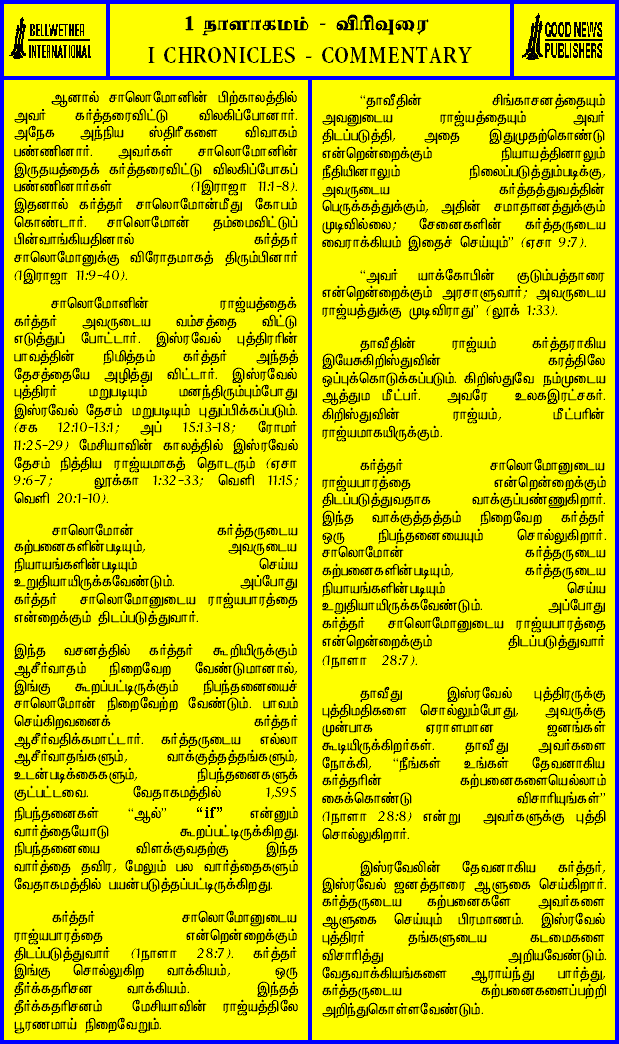 BELLWETHER
INTERNATIONAL
1 நாளாகமம் - விரிவுரை
I CHRONICLES - COMMENTARY
GOOD NEWS
PUBLISHERS
ஆனால் சாலொமோனின் பிற்காலத்தில்
அவர் கர்த்தரைவிட்டு விலகிப்போனார்.
அநேக அந்நிய ஸ்திரீகளை விவாகம்
பண்ணினார். அவர்கள் சாலொமோனின்
இருதயத்தைக் கர்த்தரைவிட்டு விலகிப்போகப்
பண்ணினார்கள் (1இராஜா 11:1-8).
இதனால் கர்த்தர் சாலொமோன்மீது கோபம்
கொண்டார். சாலொமோன் தம்மைவிட்டுப்
பின்வாங்கியதினால் கர்த்தர்
சாலொமோனுக்கு விரோதமாகத் திரும்பினார்
(1இராஜா 11:9-40).
சாலொமோனின் ராஜ்யத்தைக்
கர்த்தர் அவருடைய வம்சத்தை விட்டு
எடுத்துப் போட்டார். இஸ்ரவேல் புத்திரரின்
பாவத்தின் நிமித்தம் கர்த்தர் அந்தத்
தேசத்தையே அழித்து விட்டார். இஸ்ரவேல்
புத்திரர் மறுபடியும் மனந்திரும்பும்போது
இஸ்ரவேல் தேசம் மறுபடியும் புதுப்பிக்கப்படும்.
(சக 12:10-13:1; அப் 15:13-18; ரோமர்
11:25-29) மேசியாவின் காலத்தில் இஸ்ரவேல்
தேசம் நித்திய ராஜ்யமாகத் தொடரும் (ஏசா
9:6-7; லூக்கா 1:32-33; வெளி 11:15;
வெளி 20:1-10).
சாலொமோன் கர்த்தருடைய
கற்பனைகளின்படியும், அவருடைய
நியாயங்களின்படியும் செய்ய
உறுதியாயிருக்கவேண்டும். அப்போது
கர்த்தர் சாலொமோனுடைய ராஜ்யபாரத்தை
என்றைக்கும் திடப்படுத்துவார்.
இந்த வசனத்தில் கர்த்தர் கூறியிருக்கும்
ஆசீர்வாதம் நிறைவேற வேண்டுமானால்,
இங்கு கூறப்பட்டிருக்கும் நிபந்தனையைச்
சாலொமோன் நிறைவேற்ற வேண்டும். பாவம்
செய்கிறவனைக் கர்த்தர்
ஆசீர்வதிக்கமாட்டார். கர்த்தருடைய எல்லா
ஆசீர்வாதங்களும், வாக்குத்தத்தங்களும்,
உடன்படிக்கைகளும், நிபந்தனைகளுக்
குட்பட்டவை. வேதாகமத்தில் 1,595
நிபந்தனைகள் “ஆல்” “if” என்னும்
வார்த்தையோடு கூறப்பட்டிருக்கிறது.
நிபந்தனையை விளக்குவதற்கு இந்த
வார்த்தை தவிர, மேலும் பல வார்த்தைகளும்
வேதாகமத்தில் பயன்படுத்தப்பட்டிருக்கிறது.
கர்த்தர் சாலொமோனுடைய
ராஜ்யபாரத்தை என்றென்றைக்கும்
திடப்படுத்துவார் (1நாளா 28:7). கர்த்தர்
இங்கு சொல்லுகிற வாக்கியம், ஒரு
தீர்க்கதரிசன வாக்கியம். இந்தத்
தீர்க்கதரிசனம் மேசியாவின் ராஜ்யத்திலே
பூரணமாய் நிறைவேறும்.
“தாவீதின் சிங்காசனத்தையும்
அவனுடைய ராஜ்யத்தையும் அவர்
திடப்படுத்தி, அதை இதுமுதற்கொண்டு
என்றென்றைக்கும் நியாயத்தினாலும்
நீதியினாலும் நிலைப்படுத்தும்படிக்கு,
அவருடைய கர்த்தத்துவத்தின்
பெருக்கத்துக்கும், அதின் சமாதானத்துக்கும்
முடிவில்லை; சேனைகளின் கர்த்தருடைய
வைராக்கியம் இதைச் செய்யும்” (ஏசா 9:7).
“அவர் யாக்கோபின் குடும்பத்தாரை
என்றென்றைக்கும் அரசாளுவார்; அவருடைய
ராஜ்யத்துக்கு முடிவிராது” (லூக் 1:33).
தாவீதின் ராஜ்யம் கர்த்தராகிய
இயேசுகிறிஸ்துவின் கரத்திலே
ஒப்புக்கொடுக்கப்படும். கிறிஸ்துவே நம்முடைய
ஆத்தும மீட்பர். அவரே உலகஇரட்சகர்.
கிறிஸ்துவின் ராஜ்யம், மீட்பரின்
ராஜ்யமாகயிருக்கும்.
கர்த்தர் சாலொமோனுடைய
ராஜ்யபாரத்தை என்றென்றைக்கும்
திடப்படுத்துவதாக வாக்குப்பண்ணுகிறார்.
இந்த வாக்குத்தத்தம் நிறைவேற கர்த்தர்
ஒரு நிபந்தனையையும் சொல்லுகிறார்.
சாலொமோன் கர்த்தருடைய
கற்பனைகளின்படியும், கர்த்தருடைய
நியாயங்களின்படியும் செய்ய
உறுதியாயிருக்கவேண்டும். அப்போது
கர்த்தர் சாலொமோனுடைய ராஜ்யபாரத்தை
என்றென்றைக்கும் திடப்படுத்துவார்
(1நாளா 28:7).
தாவீது இஸ்ரவேல் புத்திரருக்கு
புத்திமதிகளை சொல்லும்போது, அவருக்கு
முன்பாக ஏராளமான ஜனங்கள்
கூடியிருக்கிறார்கள். தாவீது அவர்களை
நோக்கி, “நீங்கள் உங்கள் தேவனாகிய
கர்த்தரின் கற்பனைகளையெல்லாம்
கைக்கொண்டு விசாரியுங்கள்”
(1நாளா 28:8) என்று அவர்களுக்கு புத்தி
சொல்லுகிறார்.
இஸ்ரவேலின் தேவனாகிய கர்த்தர்,
இஸ்ரவேல் ஜனத்தாரை ஆளுகை செய்கிறார்.
கர்த்தருடைய கற்பனைகளே அவர்களை
ஆளுகை செய்யும் பிரமாணம். இஸ்ரவேல்
புத்திரர் தங்களுடைய கடமைகளை
விசாரித்து அறியவேண்டும்.
வேதவாக்கியங்களை ஆராய்ந்து பார்த்து,
கர்த்தருடைய கற்பனைகளைப்பற்றி
அறிந்துகொள்ளவேண்டும்.